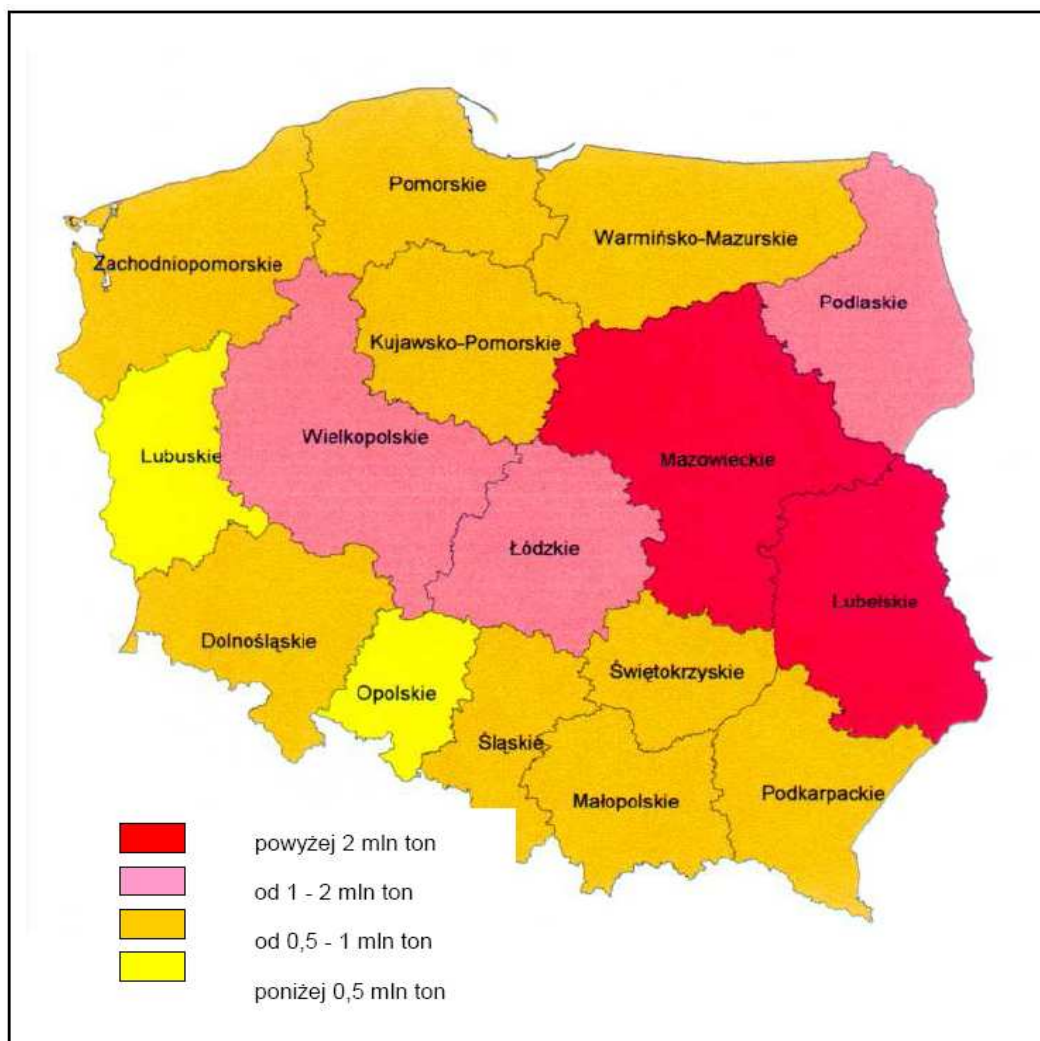 Pomorskie
Warmińsko-Mazurskie
Zachodniopomorskie
Podlaskie
Kujawsko-Pomorskie
Wielkopolskie
Lubuskie
Mazowieckie
Łódzkie
Lubelskie
Dolnośląskie
Świętokrzyskie
Opolskie
Śląskie
Małopolskie
Podkarpackie
powyżej 2 mln ton
od 1 - 2 mln ton
od 0,5 - 1 mln ton
poniżej 0,5 mln ton